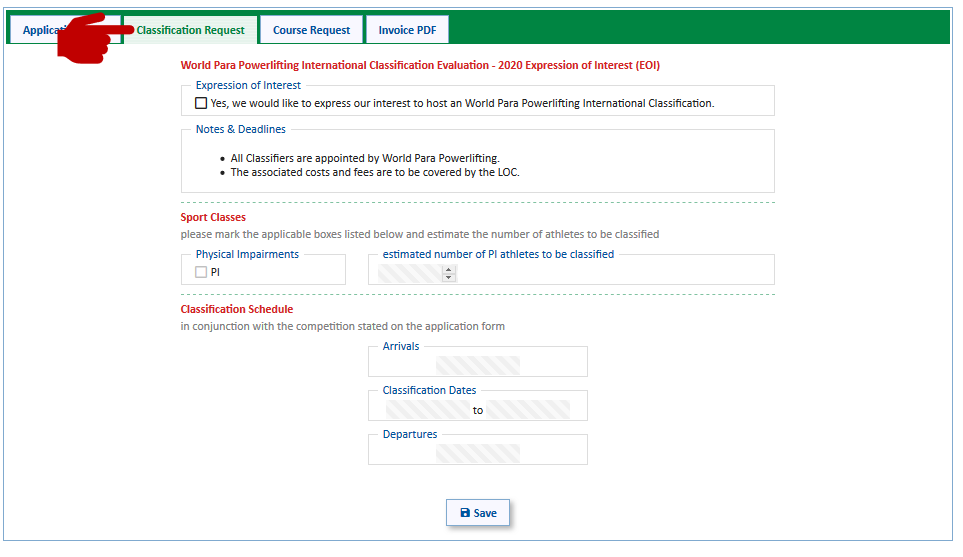 Classification Request
Course Request
Invoice PDF
World Para Powerlifting International Classification Evaluation - 2020 Expression of Interest (EOI)
Expression of Interest
Yes, we would like to express our interest to host an World Para Powerlifting International Classification.
Notes & Deadlines
All Classifiers are appointed by World Para Powerlifting.
The associated costs and fees are to be covered by the LOC.
Sport Classes
please mark the applicable boxes listed below and estimate the number of athletes to be classified
Physical Impairments
estimated number of PI athletes to be classified
PI
Classification Schedule
in conjunction with the competition stated on the application form
Arrivals
Classification Dates
to
Departures
Save